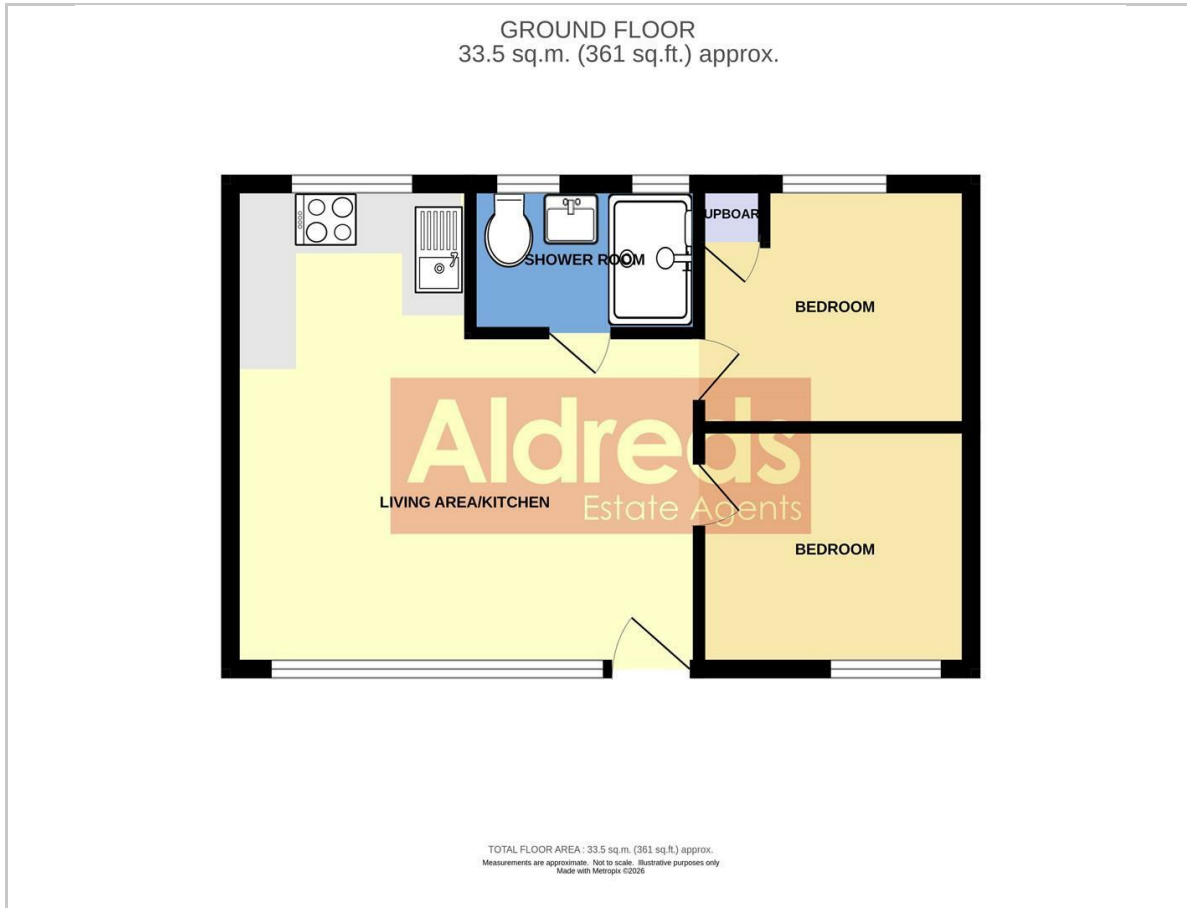 GROUND FLOOR
33.5 sq.m. (361 sq.ft.) approx.
UPBOAR
SHOWER ROOM
BEDROOM
Aldreds
Estate Agents
LIVING AREA/KITCHEN
BEDROOM
TOTAL FLOOR AREA : 33.5 sq.m. (361 sq.ft.) approx.
Measurements are approximate. Not to scale. Illustrative purposes only
Made with Metropix ©2026